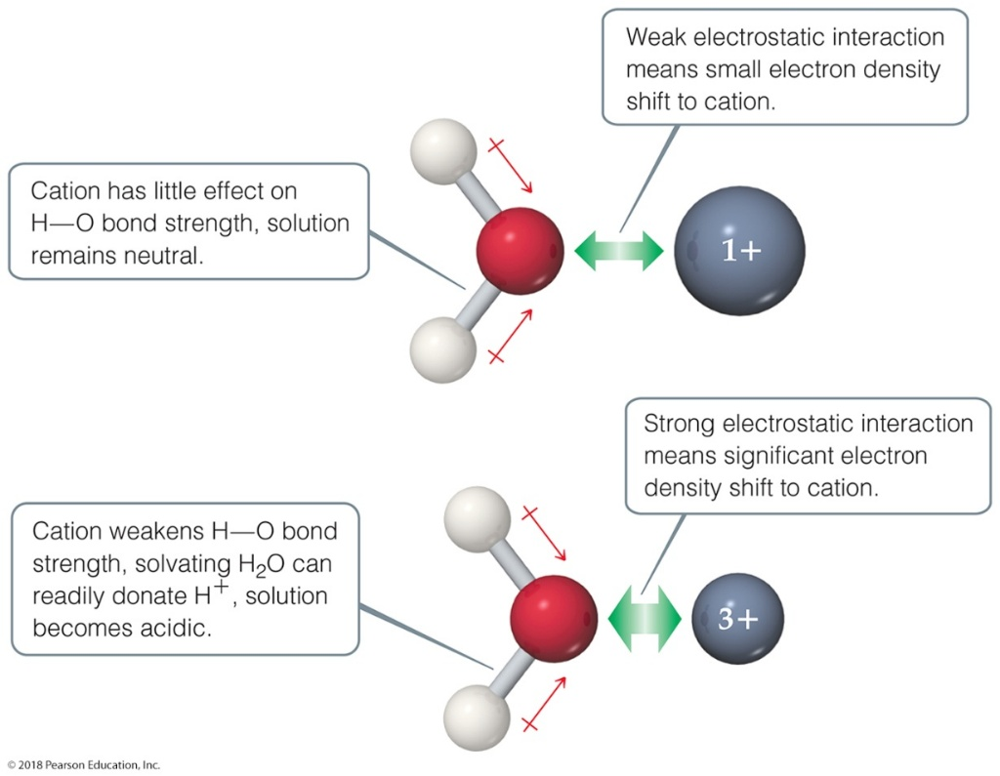 Weak electrostatic interaction
means small electron density
shift to cation.
Cation has little effect on
H—O bond strength, solution
remains neutral.
1+
Strong electrostatic interaction
means significant electron
density shift to cation.
Cation weakens H—O bond
strength, solvating H₂O can
readily donate H⁺, solution
becomes acidic.
3+
© 2018 Pearson Education, Inc.